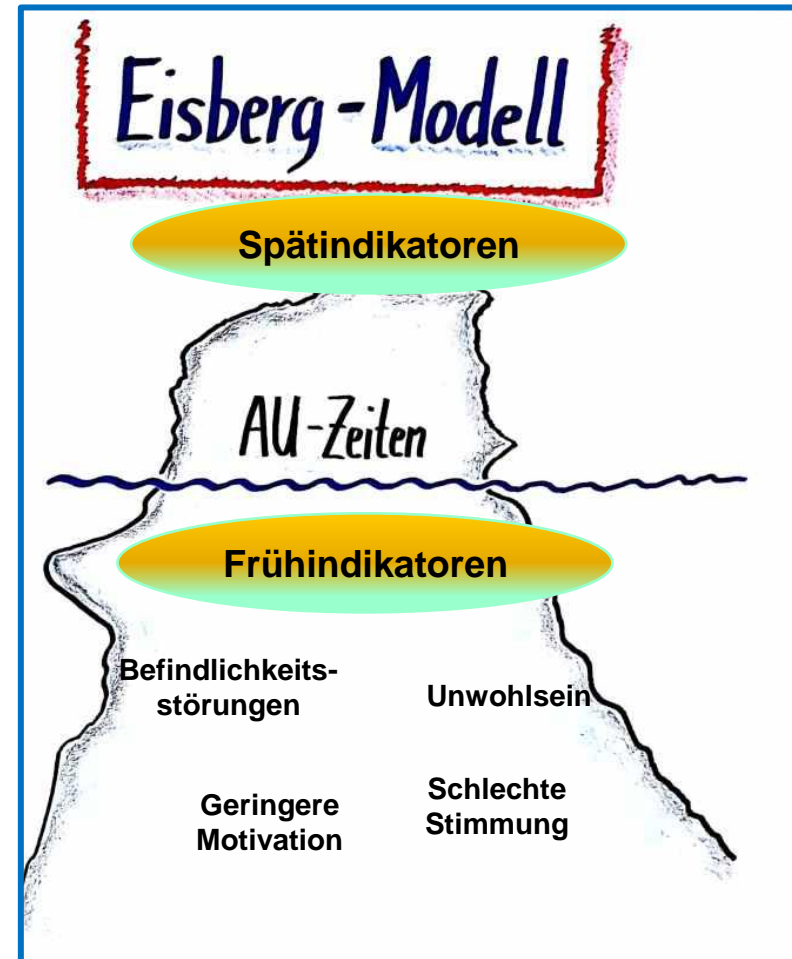 Eisberg-Modell
Spätindikatoren
AU-Zeiten
Frühindikatoren
Befindlichkeits-
störungen
Unwohlsein
Geringere
Motivation
Schlechte
Stimmung